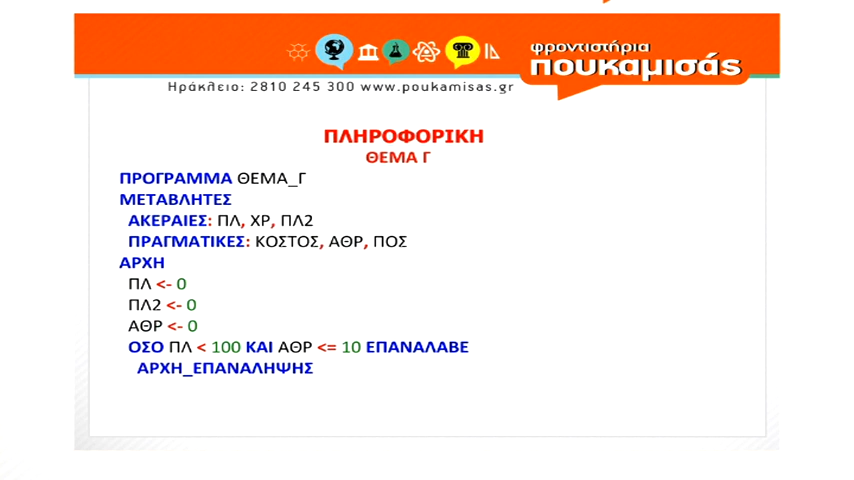 φροντιστήρια
πουκαμισάς
Ηράκλειο: 2810 245 300 www.poukamisas.gr
ΠΛΗΡΟΦΟΡΙΚΗ
ΘΕΜΑ Γ
ΠΡΟΓΡΑΜΜΑ ΘΕΜΑ_Γ
ΜΕΤΑΒΛΗΤΕΣ
ΑΚΕΡΑΙΕΣ: ΠΛ, ΧΡ, ΠΛ2
ΠΡΑΓΜΑΤΙΚΕΣ: ΚΟΣΤΟΣ, ΑΘΡ, ΠΟΣ
ΑΡΧΗ
ΠΛ <- 0
ΠΛ2 <- 0
ΑΘΡ <- 0
ΟΣΟ ΠΛ < 100 ΚΑΙ ΑΘΡ <= 10 ΕΠΑΝΑΛΑΒΕ
ΑΡΧΗ_ΕΠΑΝΑΛΗΨΗΣ